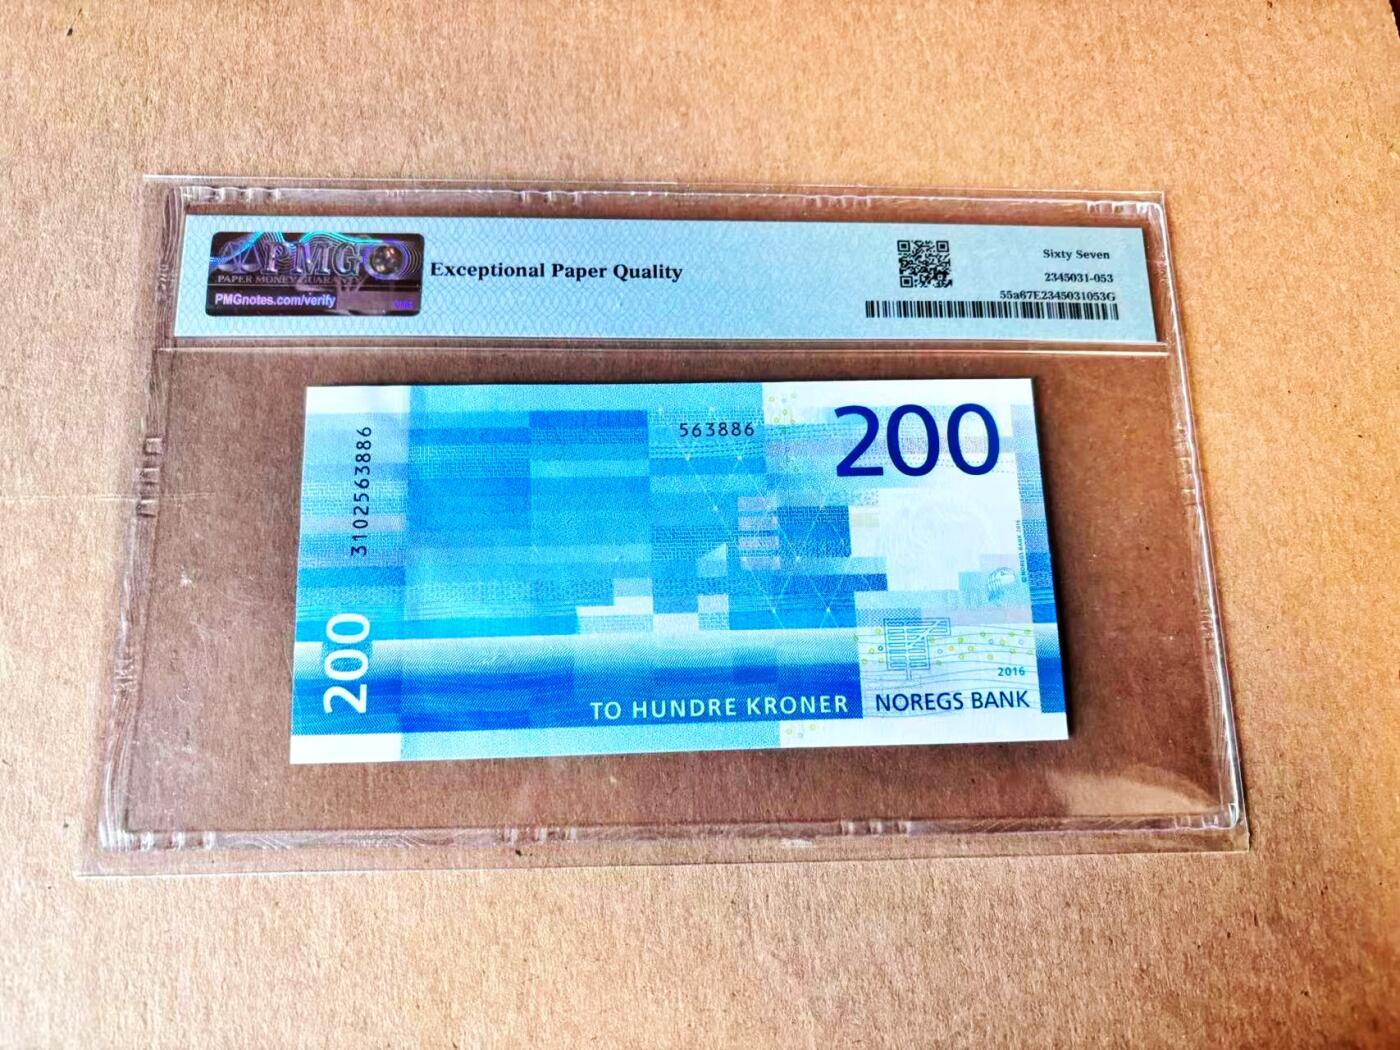 PMG
PAPER MONEY GUARANTY
PMGnotes.com/verify
Exceptional Paper Quality
Sixty Seven
2345031-053
55a67E2345031053G
3102563886
563886
200
200
TO HUNDRE KRONER
2016
NOREGS BANK